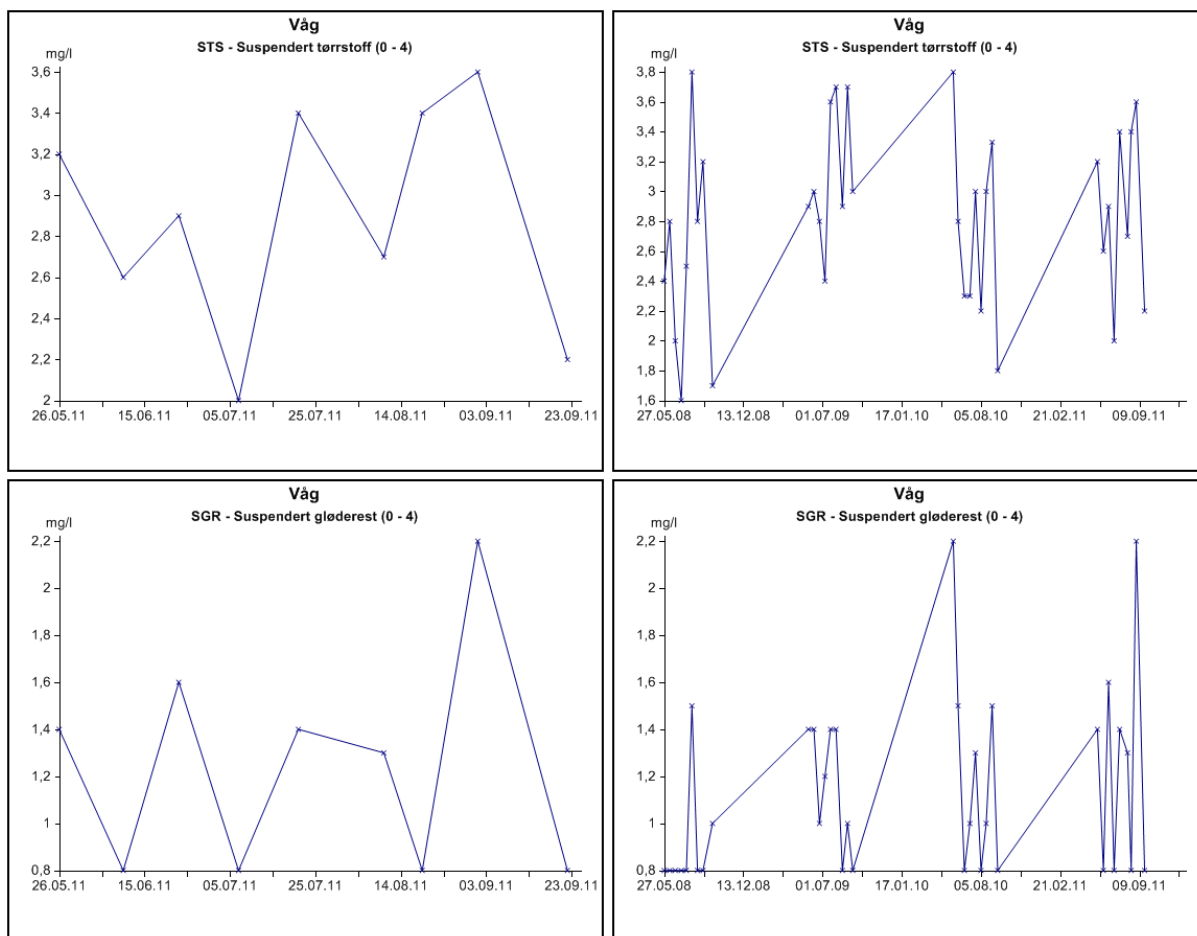 Våg
STS - Suspendert tørrstoff (0 - 4)
mg/l
3,6
3,4
3,2
3
2,8
2,6
2,4
2,2
2
26.05.11 15.06.11 05.07.11 25.07.11 14.08.11 03.09.11 23.09.11
Våg
STS - Suspendert tørrstoff (0 - 4)
mg/l
3,8
3,6
3,4
3,2
3
2,8
2,6
2,4
2,2
2
1,8
1,6
27.05.08 13.12.08 01.07.09 17.01.10 05.08.10 21.02.11 09.09.11
Våg
SGR - Suspendert gløderest (0 - 4)
mg/l
2,2
2
1,8
1,6
1,4
1,2
1
0,8
26.05.11 15.06.11 05.07.11 25.07.11 14.08.11 03.09.11 23.09.11
Våg
SGR - Suspendert gløderest (0 - 4)
mg/l
2,2
2
1,8
1,6
1,4
1,2
1
0,8
27.05.08 13.12.08 01.07.09 17.01.10 05.08.10 21.02.11 09.09.11